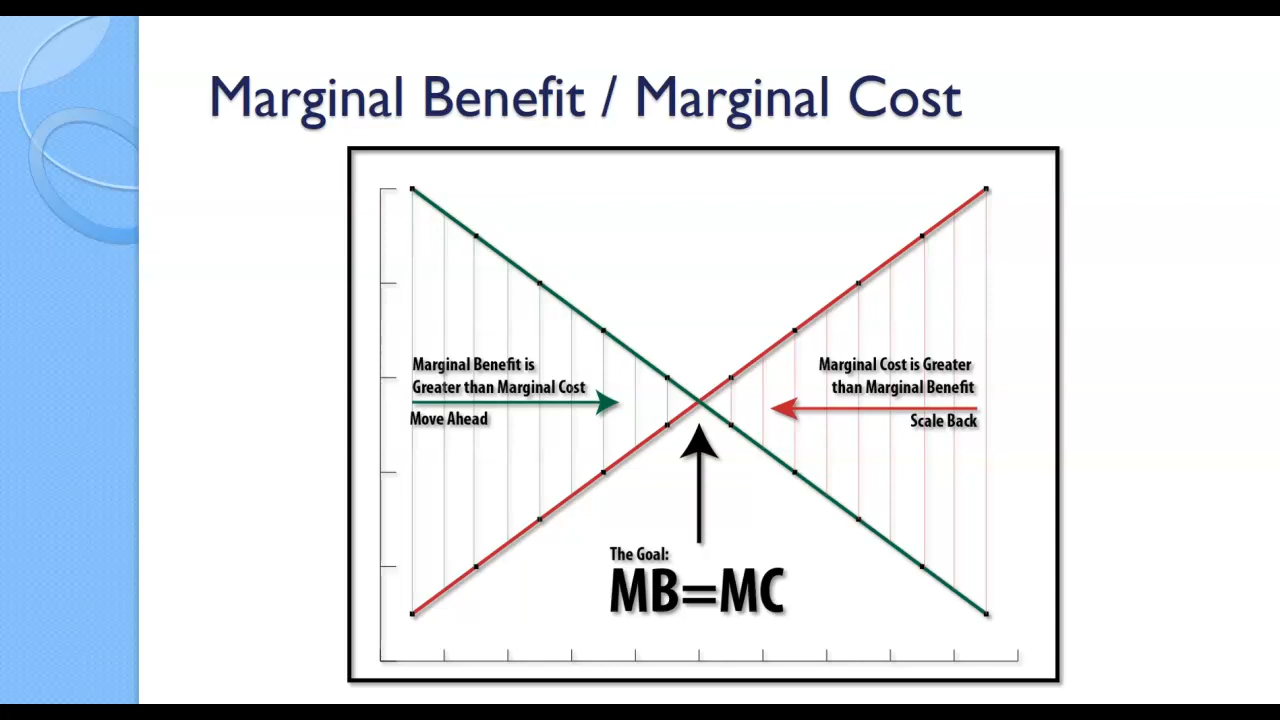 Marginal Benefit / Marginal Cost
Marginal Benefit is
Greater than Marginal Cost
Move Ahead
Marginal Cost is Greater
than Marginal Benefit
Scale Back
The Goal:
MB=MC